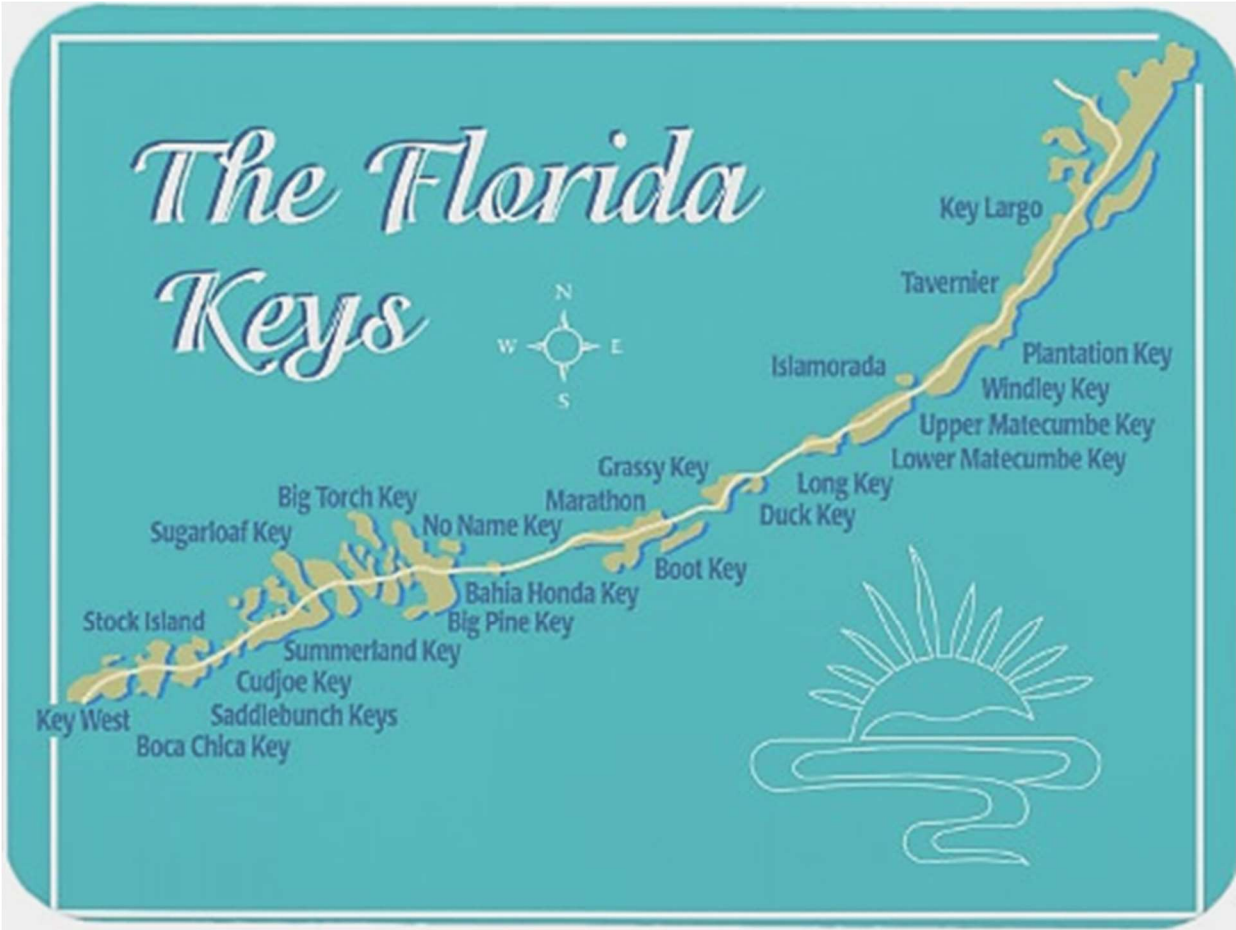 The Florida
Keys
N
W E
S
Key Largo
Tavernier
Plantation Key
Islamorada
Windley Key
Upper Matecumbe Key
Lower Matecumbe Key
Grassy Key
Long Key
Big Torch Key
Marathon
Duck Key
Sugarloaf Key
No Name Key
Boot Key
Bahia Honda Key
Stock Island
Big Pine Key
Summerland Key
Cudjoe Key
Key West
Saddlebunch Keys
Boca Chica Key